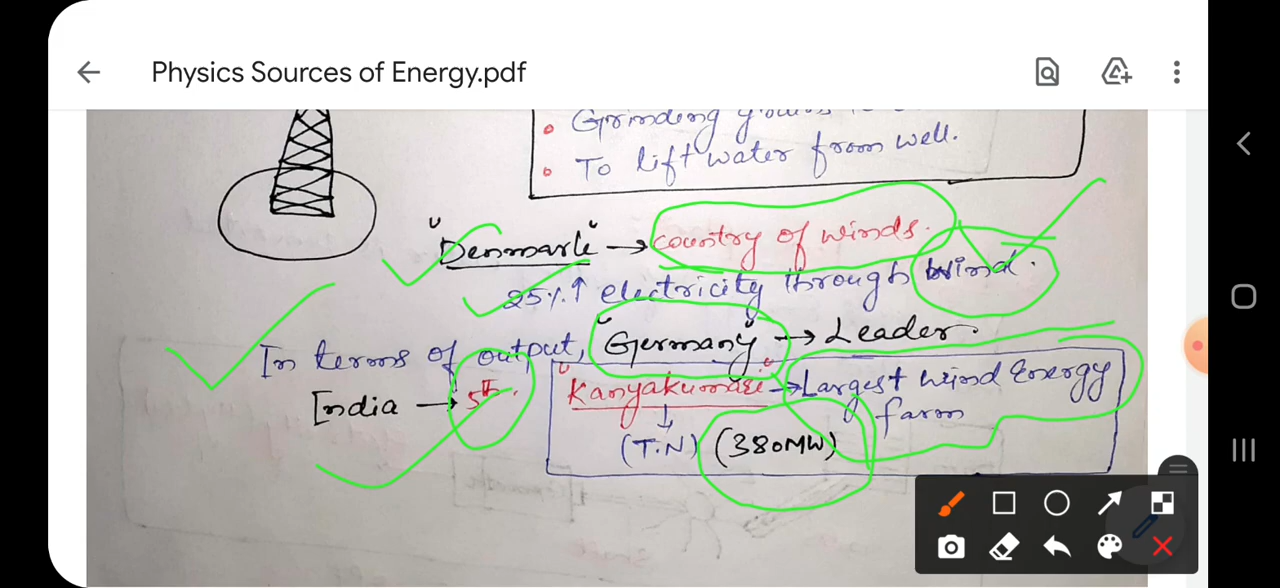 Physics Sources of Energy.pdf
Grinding
• To lift water from well.
"Denmark" → country of winds.
25%↑ electricity through Wind.
In terms of output, "Germany" → Leader.
India → 5th.
"Kanyakumari" → Largest Wind Energy farm
↓
(T.N) (380MW)